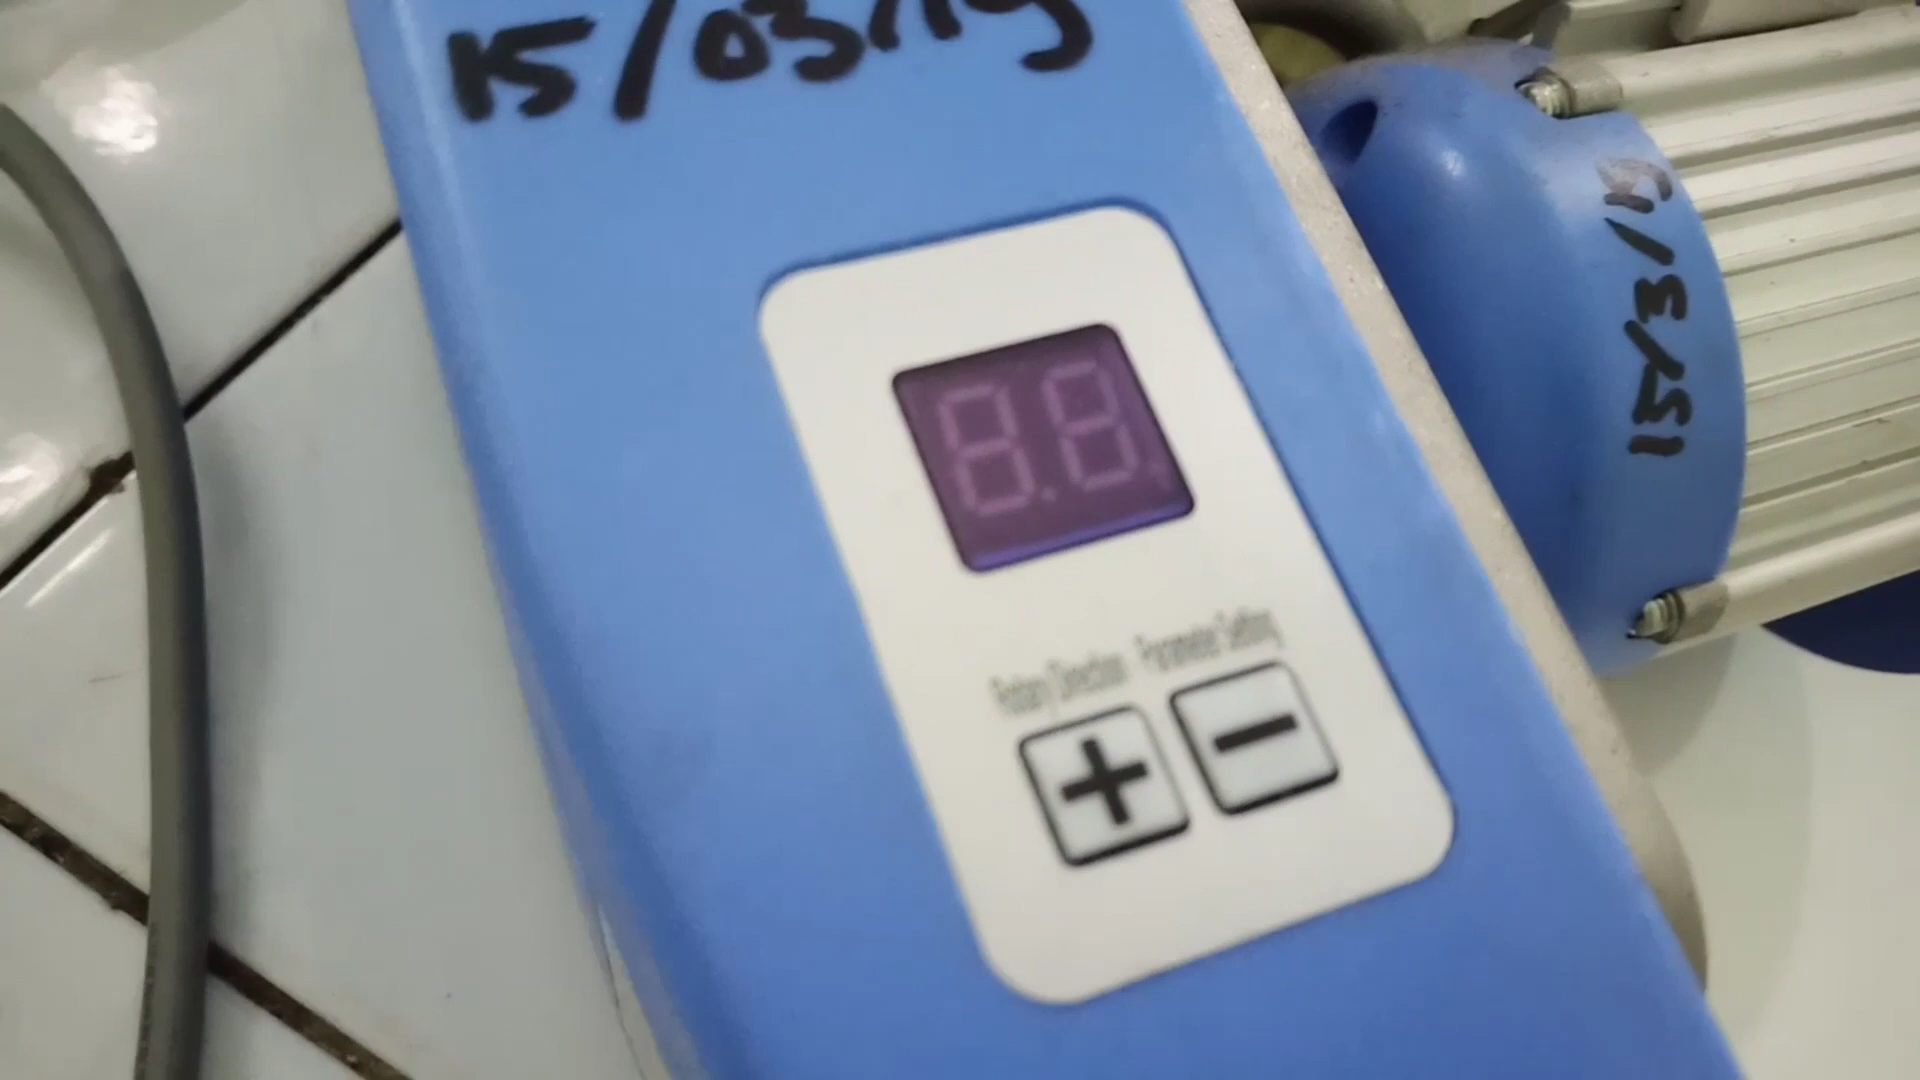 15/03/19
8.8.
Rotary Direction Parameter Setting
+ −
15/3/19